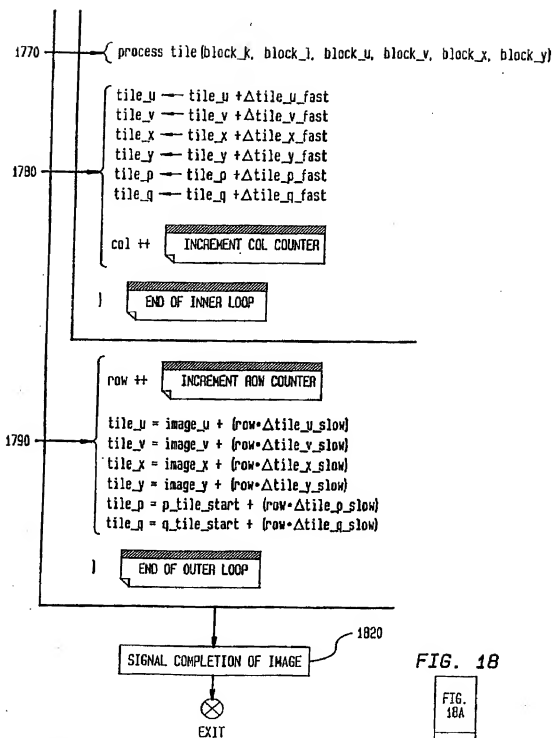 1770 { process tile(block_k, block_l, block_u, block_v, block_x, block_y)
tile_u ← tile_u +Δtile_u_fast
tile_v ← tile_v +Δtile_v_fast
tile_x ← tile_x +Δtile_x_fast
tile_y ← tile_y +Δtile_y_fast
1780 tile_p ← tile_p +Δtile_p_fast
tile_q ← tile_q +Δtile_q_fast
col ++ INCREMENT COL COUNTER
} END OF INNER LOOP
row ++ INCREMENT ROW COUNTER
tile_u = image_u + (row•Δtile_u_slow)
1790 tile_v = image_v + (row•Δtile_v_slow)
tile_x = image_x + (row•Δtile_x_slow)
tile_y = image_y + (row•Δtile_y_slow)
tile_p = p_tile_start + (row•Δtile_p_slow)
tile_q = q_tile_start + (row•Δtile_q_slow)
} END OF OUTER LOOP
1820
SIGNAL COMPLETION OF IMAGE
FIG. 18
EXIT
FIG.
18A